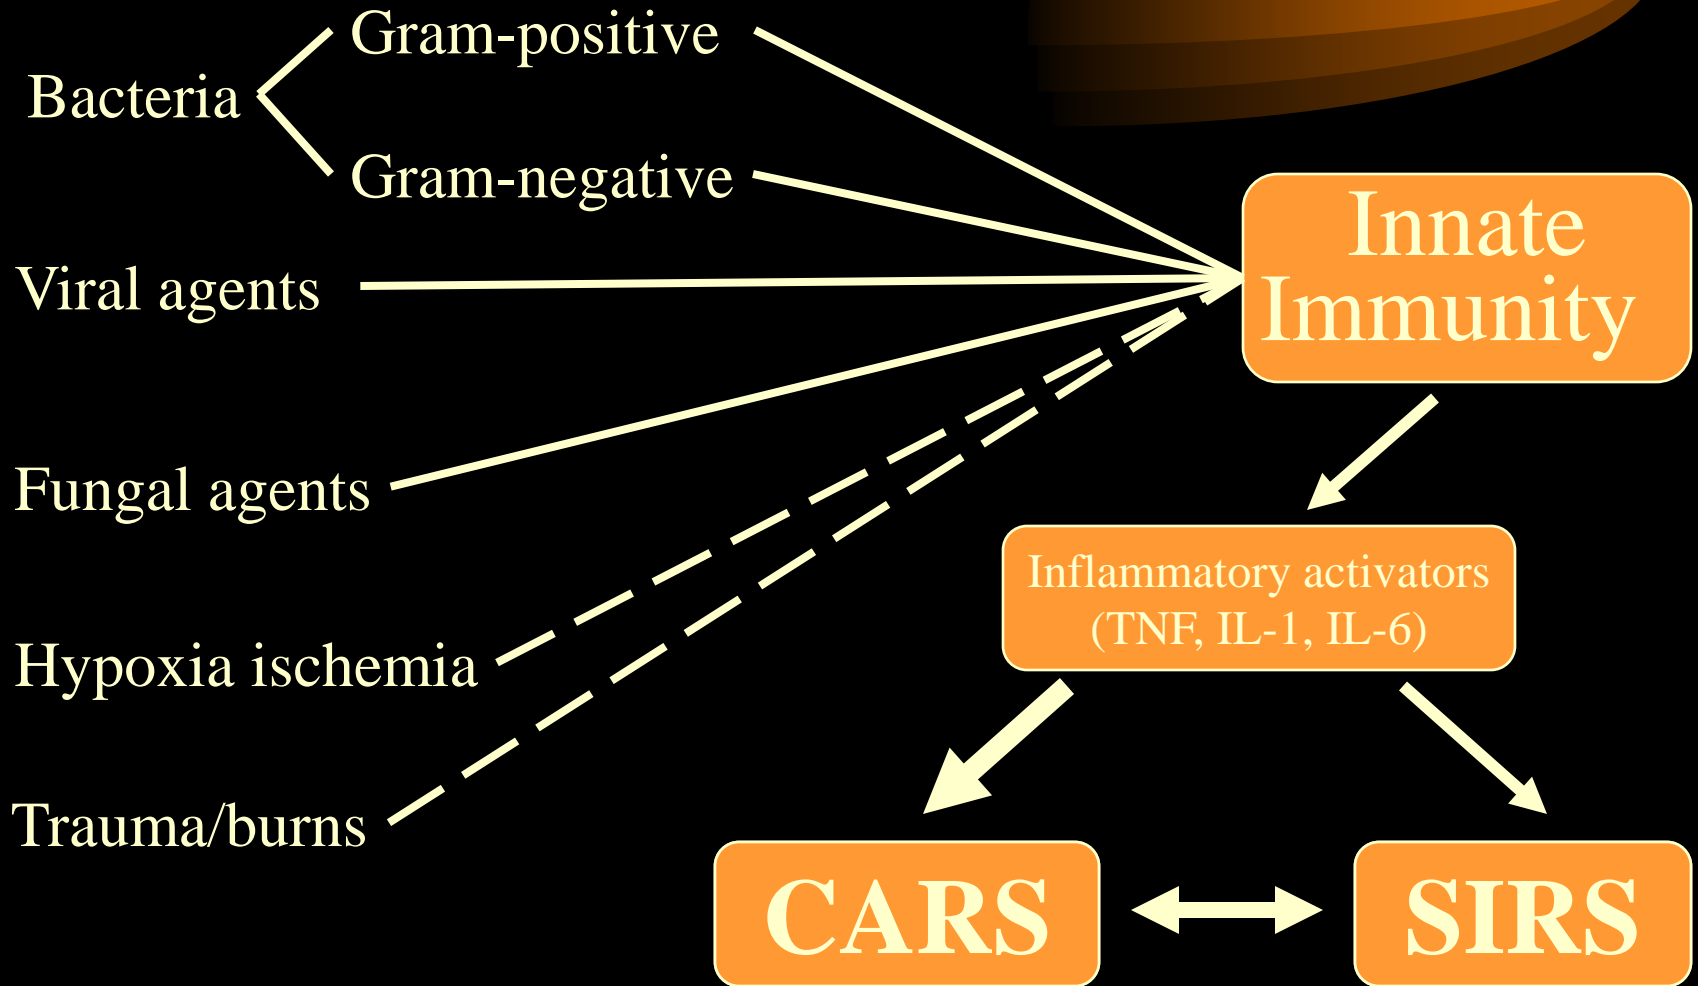 Gram-positive
Bacteria
Gram-negative
Viral agents
Fungal agents
Hypoxia ischemia
Trauma/burns
Innate
Immunity
Inflammatory activators
(TNF, IL-1, IL-6)
CARS
SIRS